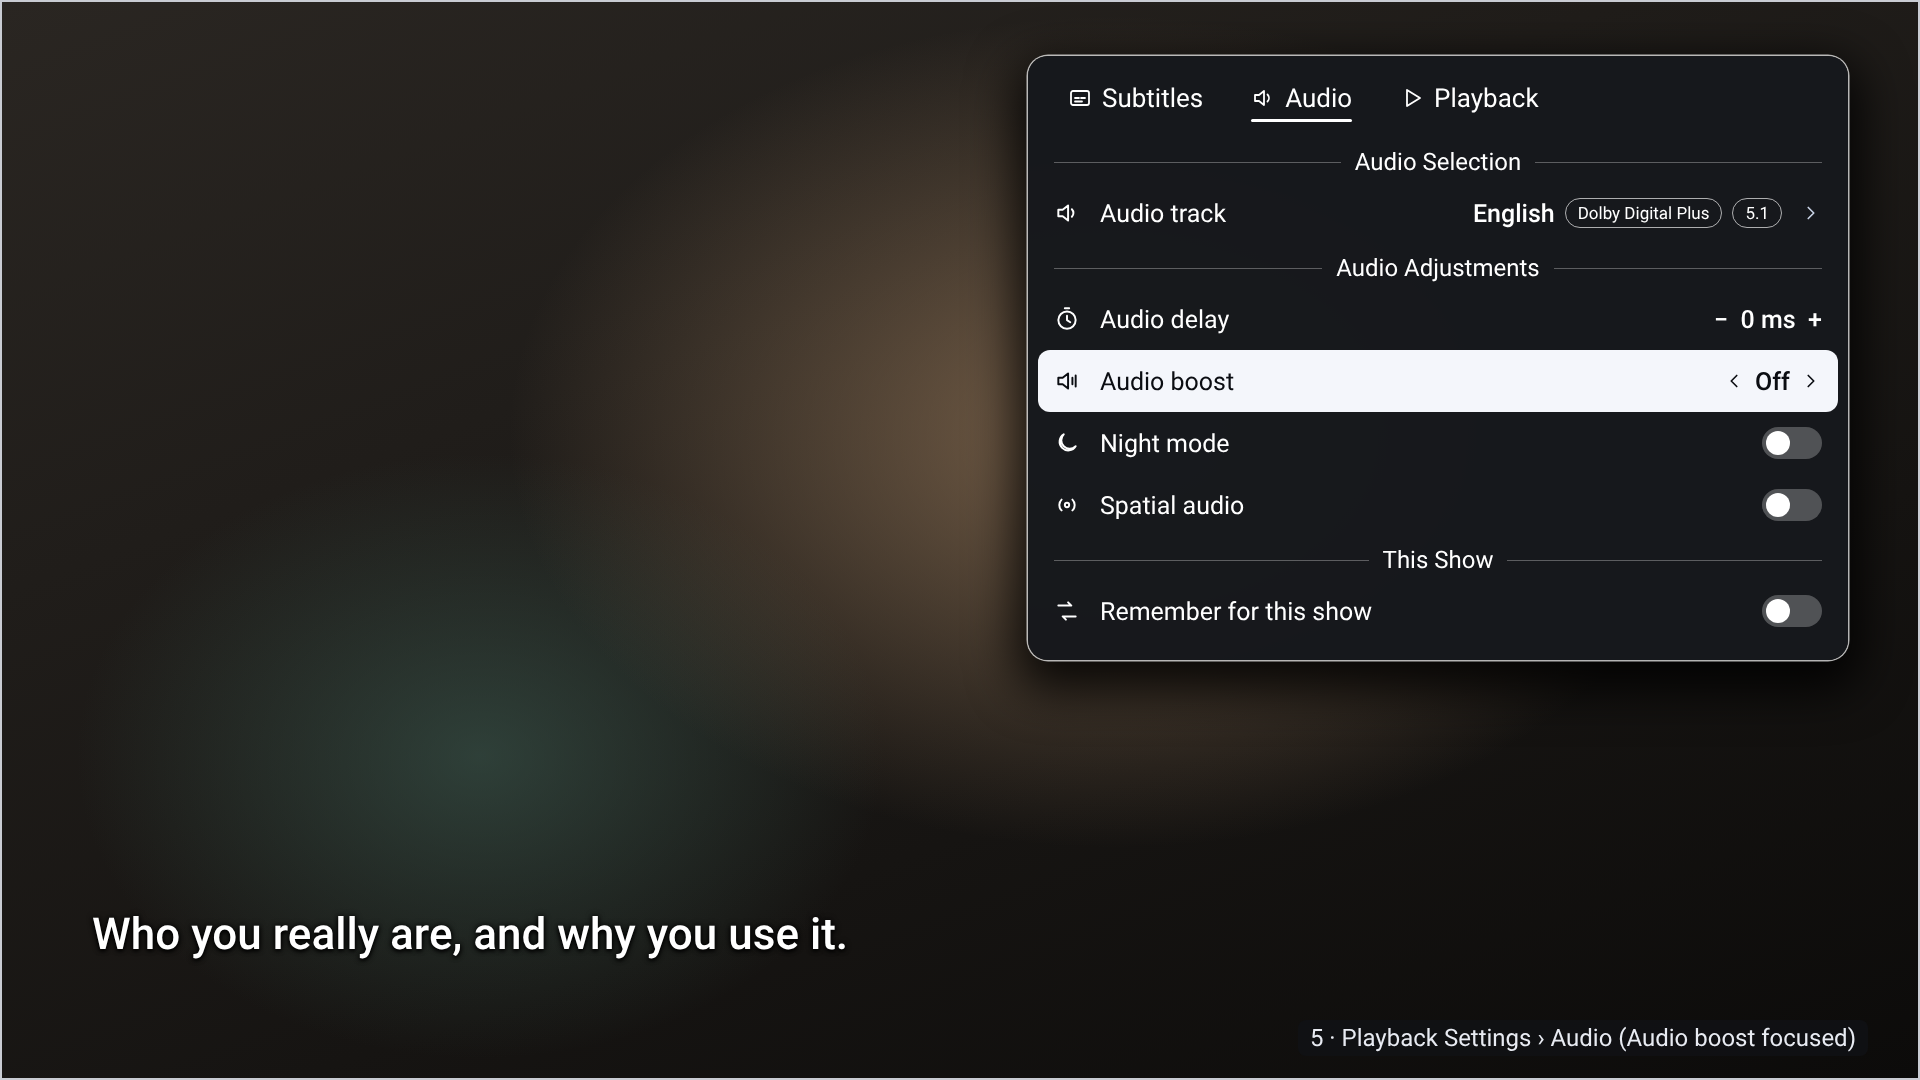 Subtitles Audio Playback
Audio Selection
Audio track English Dolby Digital Plus 5.1 >
Audio Adjustments
Audio delay − 0 ms +
Audio boost < Off >
Night mode
Spatial audio
This Show
Remember for this show
Who you really are, and why you use it.
5 · Playback Settings › Audio (Audio boost focused)